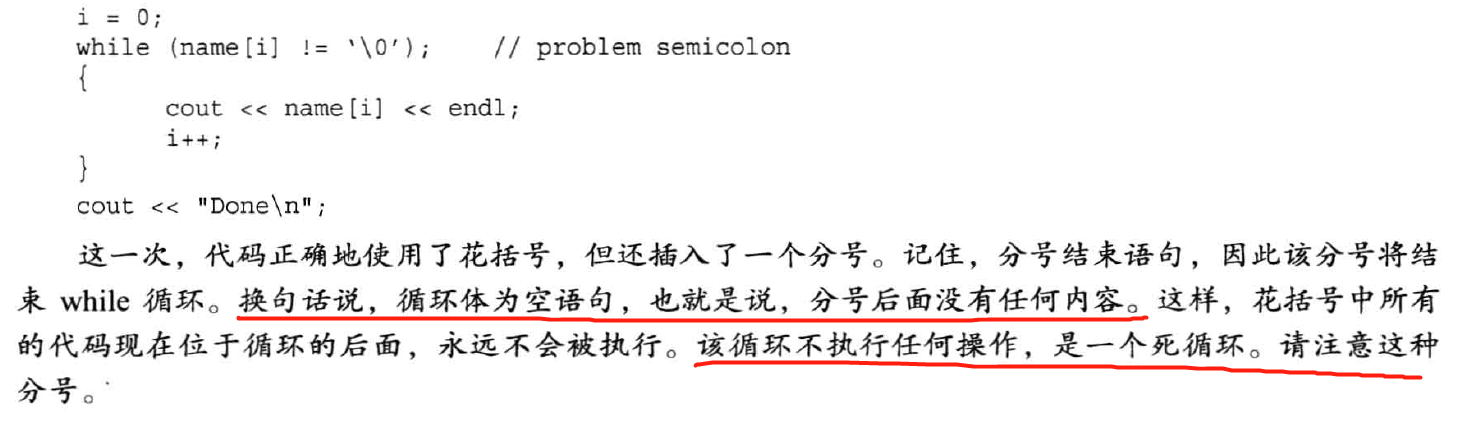 i = 0;
while (name[i] != '\0');    // problem semicolon
{
      cout << name[i] << endl;
      i++;
}
cout << "Done\n";
这一次，代码正确地使用了花括号，但还插入了一个分号。记住，分号结束语句，因此该分号将结
束 while 循环。换句话说，循环体为空语句，也就是说，分号后面没有任何内容。这样，花括号中所有
的代码现在位于循环的后面，永远不会被执行。该循环不执行任何操作，是一个死循环。请注意这种
分号。